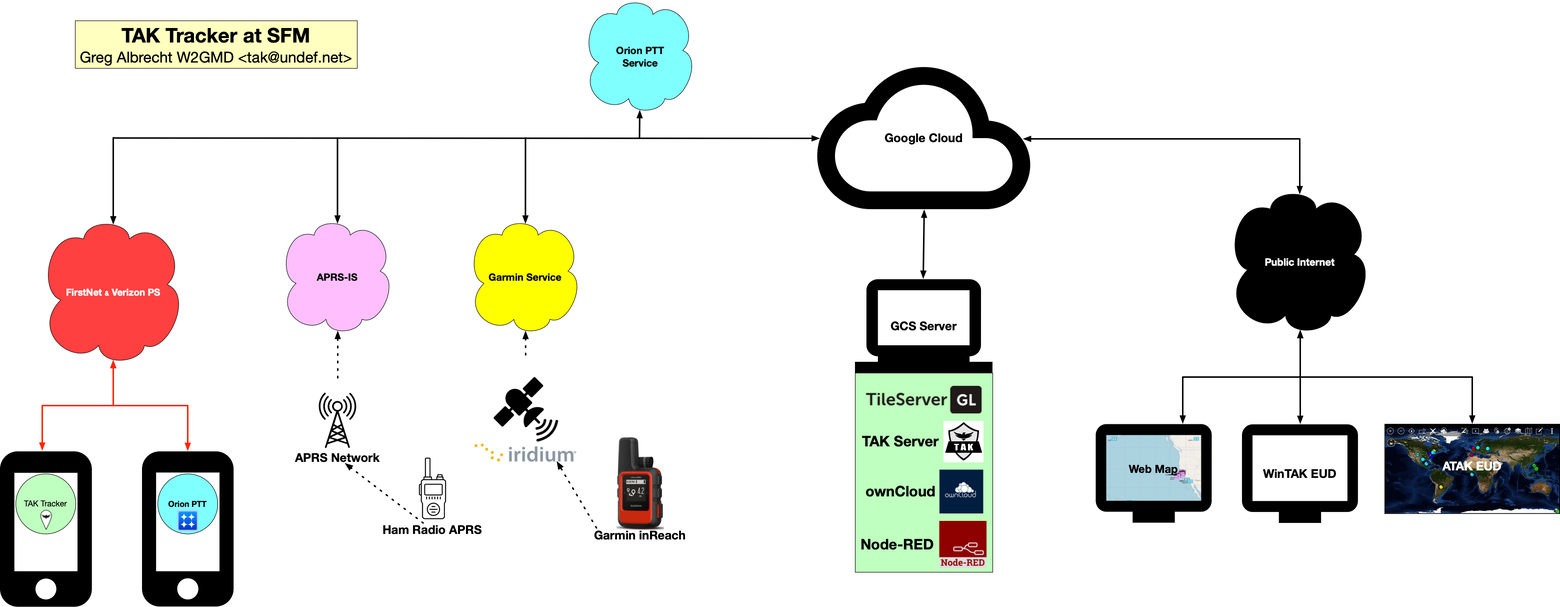 TAK Tracker at SFM
Greg Albrecht W2GMD <tak@undef.net>
Orion PTT
Service
Google Cloud
FirstNet & Verizon PS
APRS-IS
Garmin Service
Public Internet
GCS Server
TileServer GL
TAK Server
TAK
ownCloud
ownCloud
Node-RED
Node-RED
APRS Network
iridium
Ham Radio APRS
Garmin inReach
TAK Tracker
Orion PTT
Web Map
WinTAK EUD
ATAK EUD